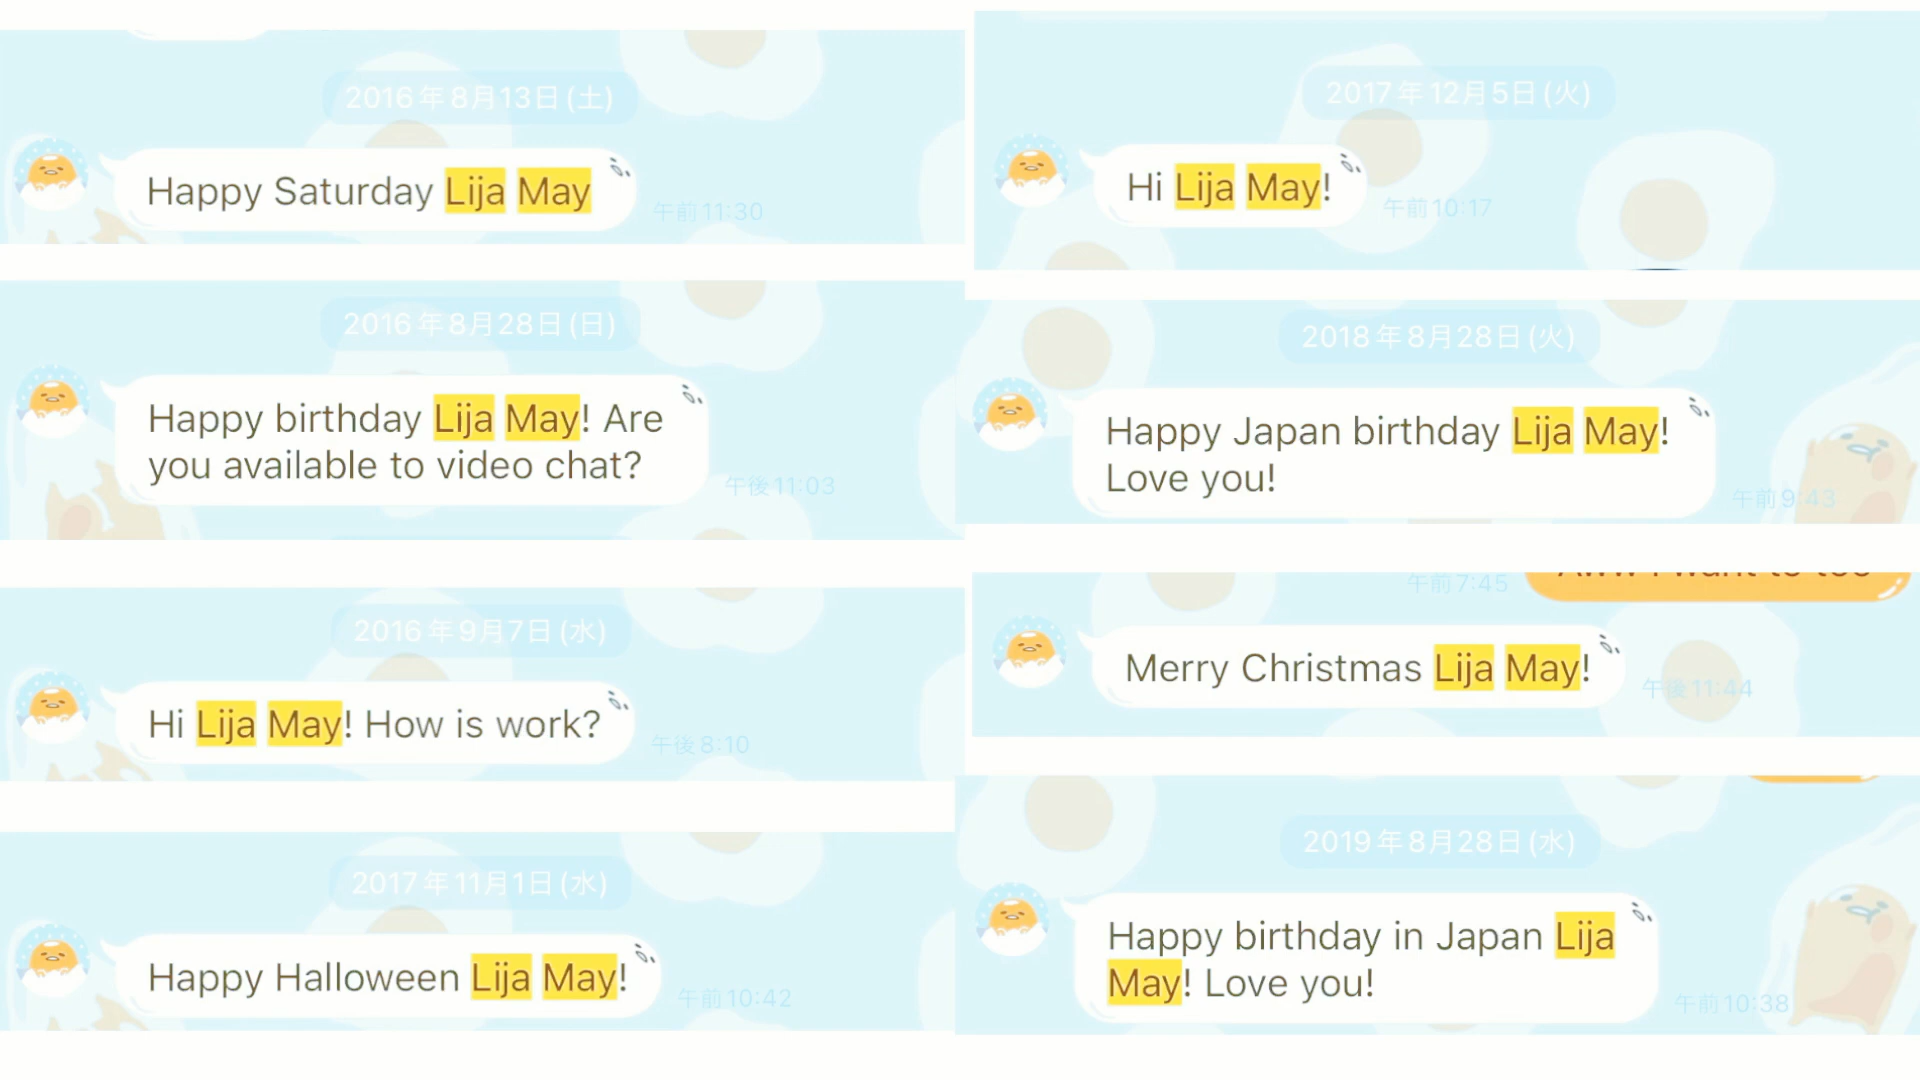 2016年8月13日(土)
Happy Saturday Lija May
午前11:30
2016年8月28日(日)
Happy birthday Lija May! Are
you available to video chat?
午後11:03
2016年9月7日(水)
Hi Lija May! How is work?
午後8:10
2017年11月1日(水)
Happy Halloween Lija May!
午前10:42
2017年12月5日(火)
Hi Lija May!
午前10:17
2018年8月28日(火)
Happy Japan birthday Lija May!
Love you!
午前9:43
午前7:45
Aww I want to too
Merry Christmas Lija May!
午後11:44
2019年8月28日(水)
Happy birthday in Japan Lija
May! Love you!
午前10:38